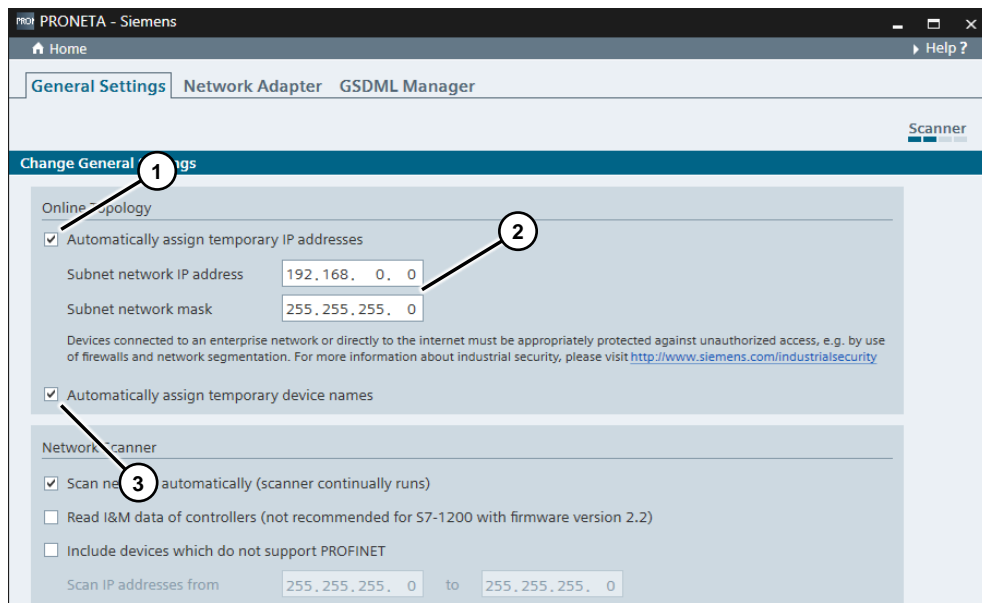 PRONETA - Siemens
Home
Help ?
General Settings Network Adapter GSDML Manager
Scanner
Change General ngs
1
Online Topology
Automatically assign temporary IP addresses
2
Subnet network IP address 192.168. 0. 0
Subnet network mask 255.255.255. 0
Devices connected to an enterprise network or directly to the internet must be appropriately protected against unauthorized access, e.g. by use
of firewalls and network segmentation. For more information about industrial security, please visit http://www.siemens.com/industrialsecurity
Automatically assign temporary device names
Network Scanner
3
Scan ne automatically (scanner continually runs)
Read I&M data of controllers (not recommended for S7-1200 with firmware version 2.2)
Include devices which do not support PROFINET
Scan IP addresses from 255.255.255. 0 to 255.255.255. 0